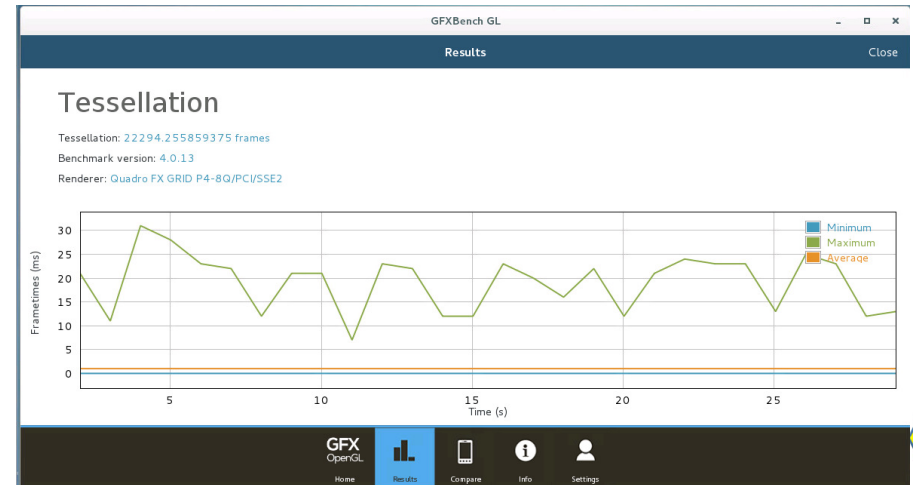 GFXBench GL
Results
Close
Tessellation
Tessellation: 22294.255859375 frames
Benchmark version: 4.0.13
Renderer: Quadro FX GRID P4-8Q/PCI/SSE2
Frametimes (ms)
30
25
20
15
10
5
0
Minimum
Maximum
Average
5
10
15
20
25
Time (s)
GFX
OpenGL
Home
Results
Compare
Info
Settings